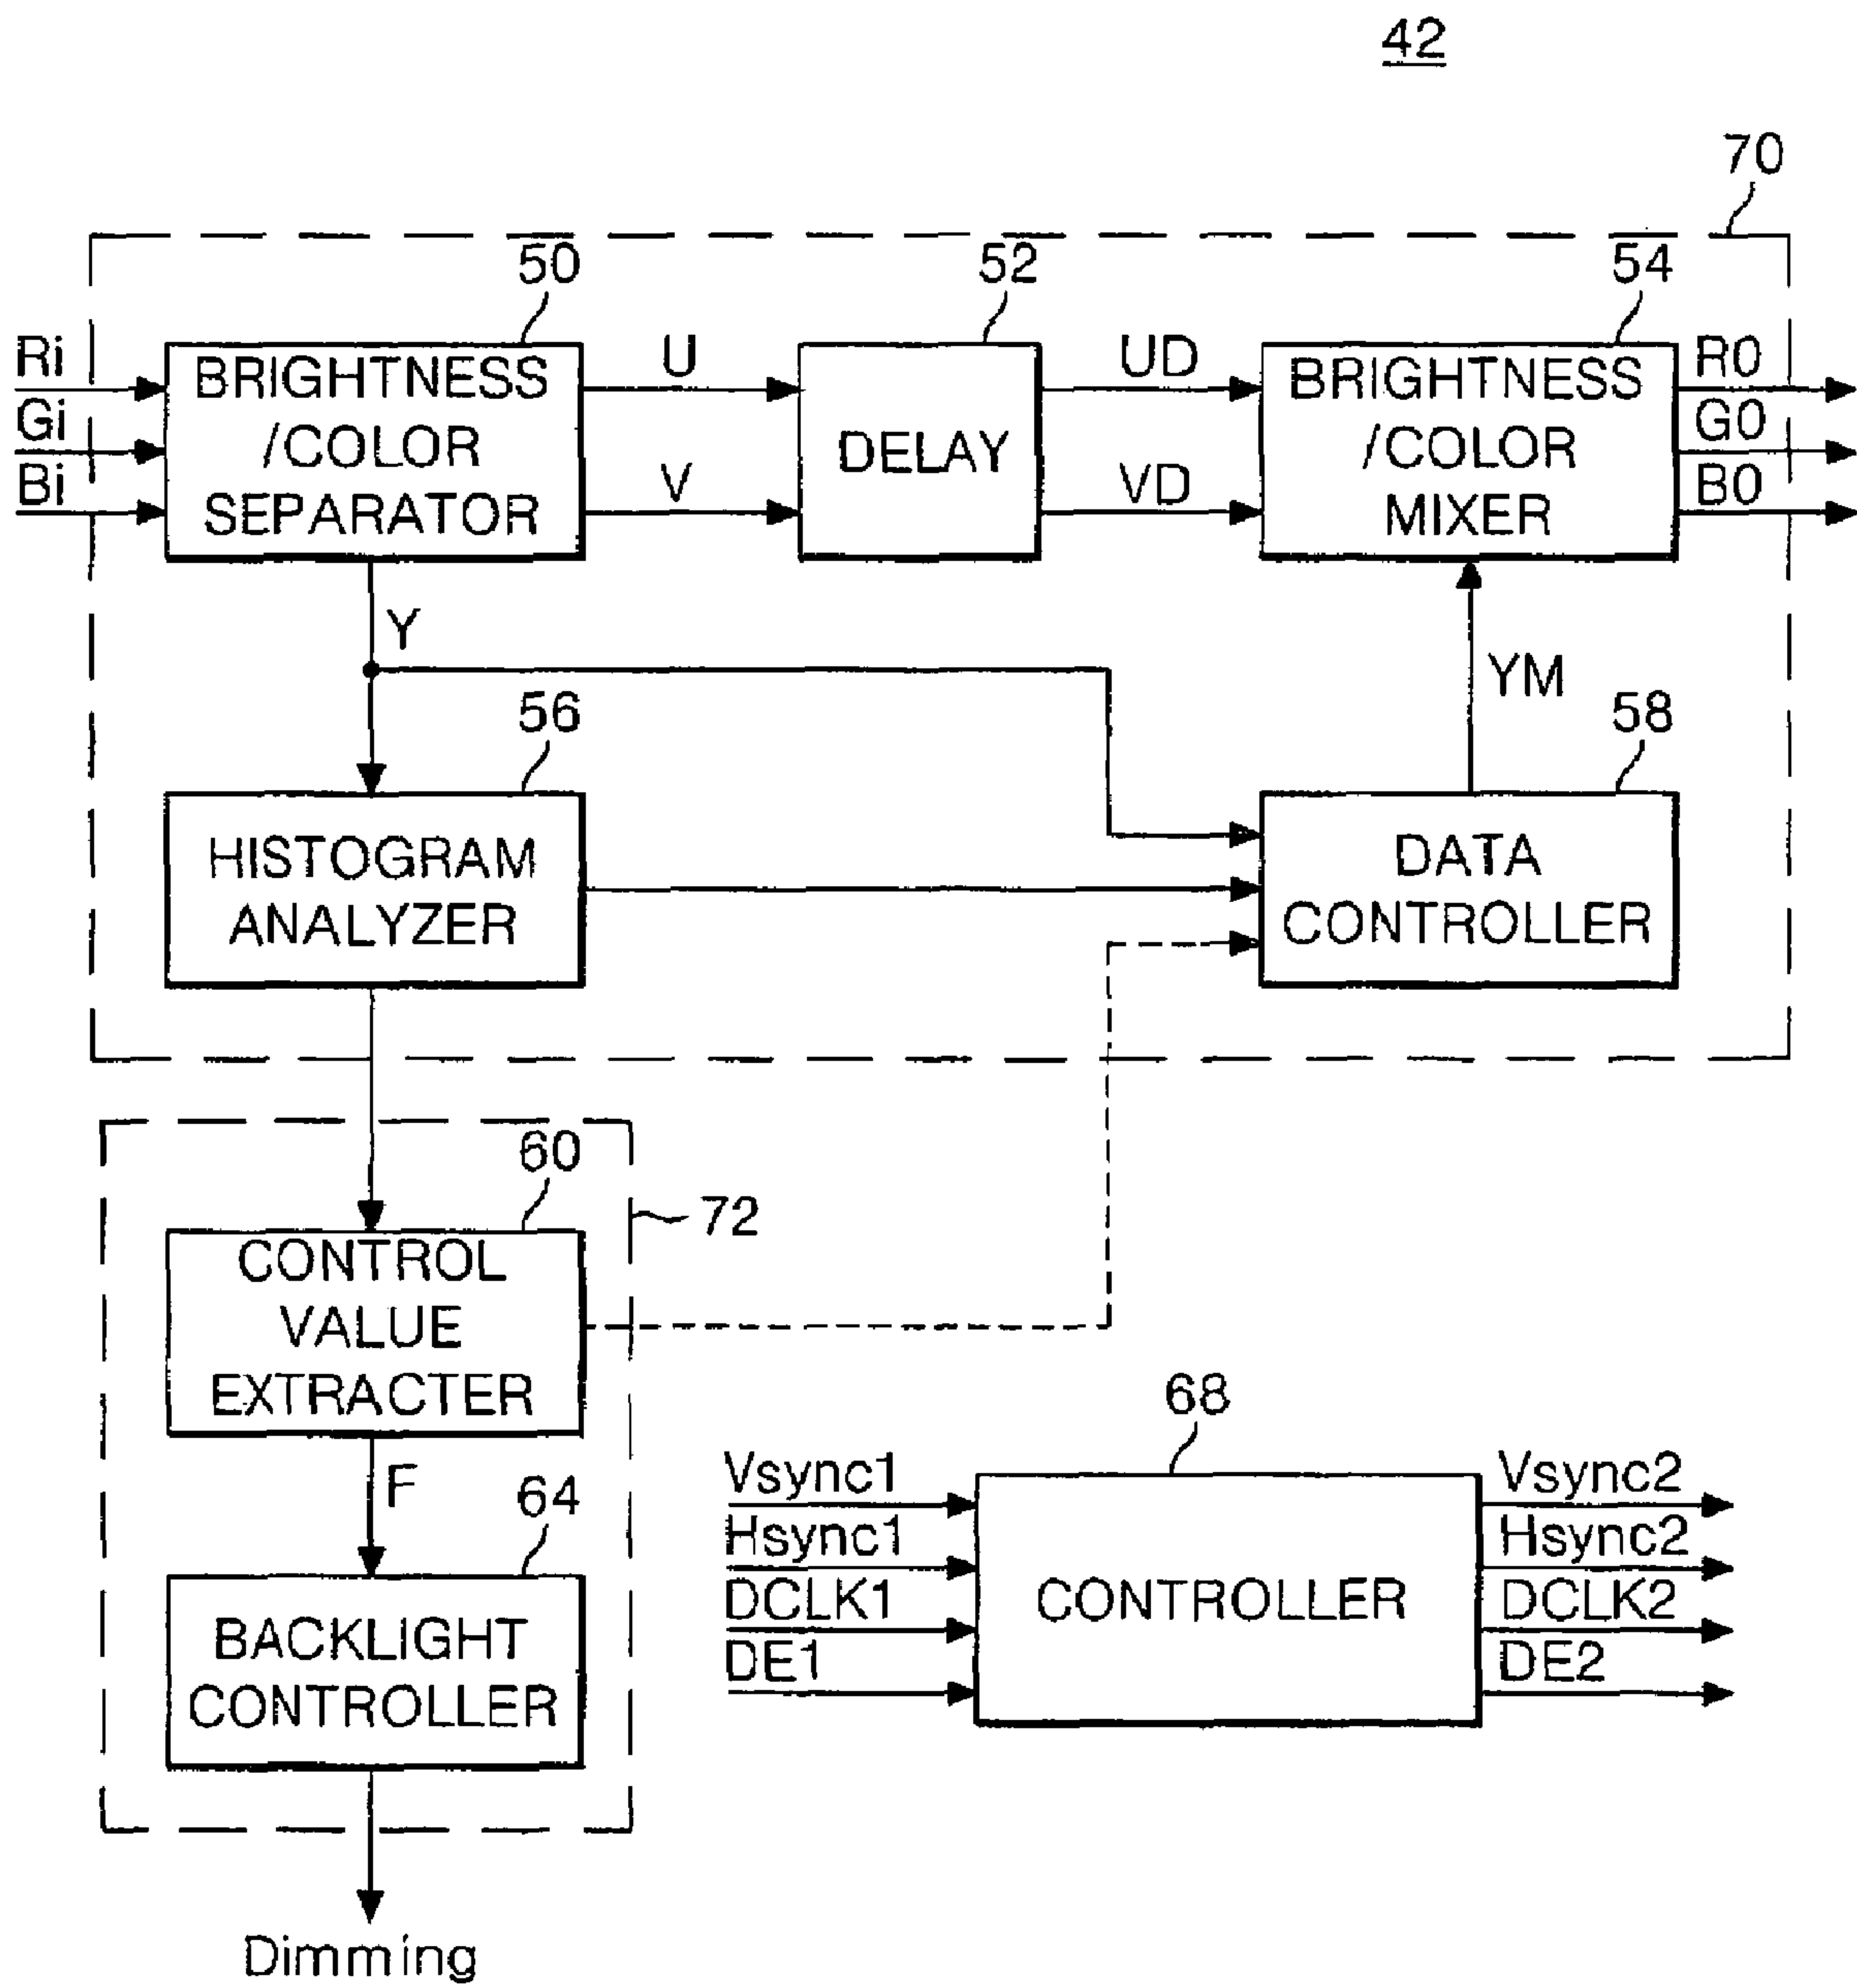 42
70
50
52
54
Ri
Gi
Bi
BRIGHTNESS
/COLOR
SEPARATOR
U
V
DELAY
UD
VD
BRIGHTNESS
/COLOR
MIXER
R0
G0
B0
Y
YM
56
58
HISTOGRAM
ANALYZER
DATA
CONTROLLER
60
72
CONTROL
VALUE
EXTRACTER
F
64
BACKLIGHT
CONTROLLER
Dimming
68
Vsync1
Hsync1
DCLK1
DE1
CONTROLLER
Vsync2
Hsync2
DCLK2
DE2